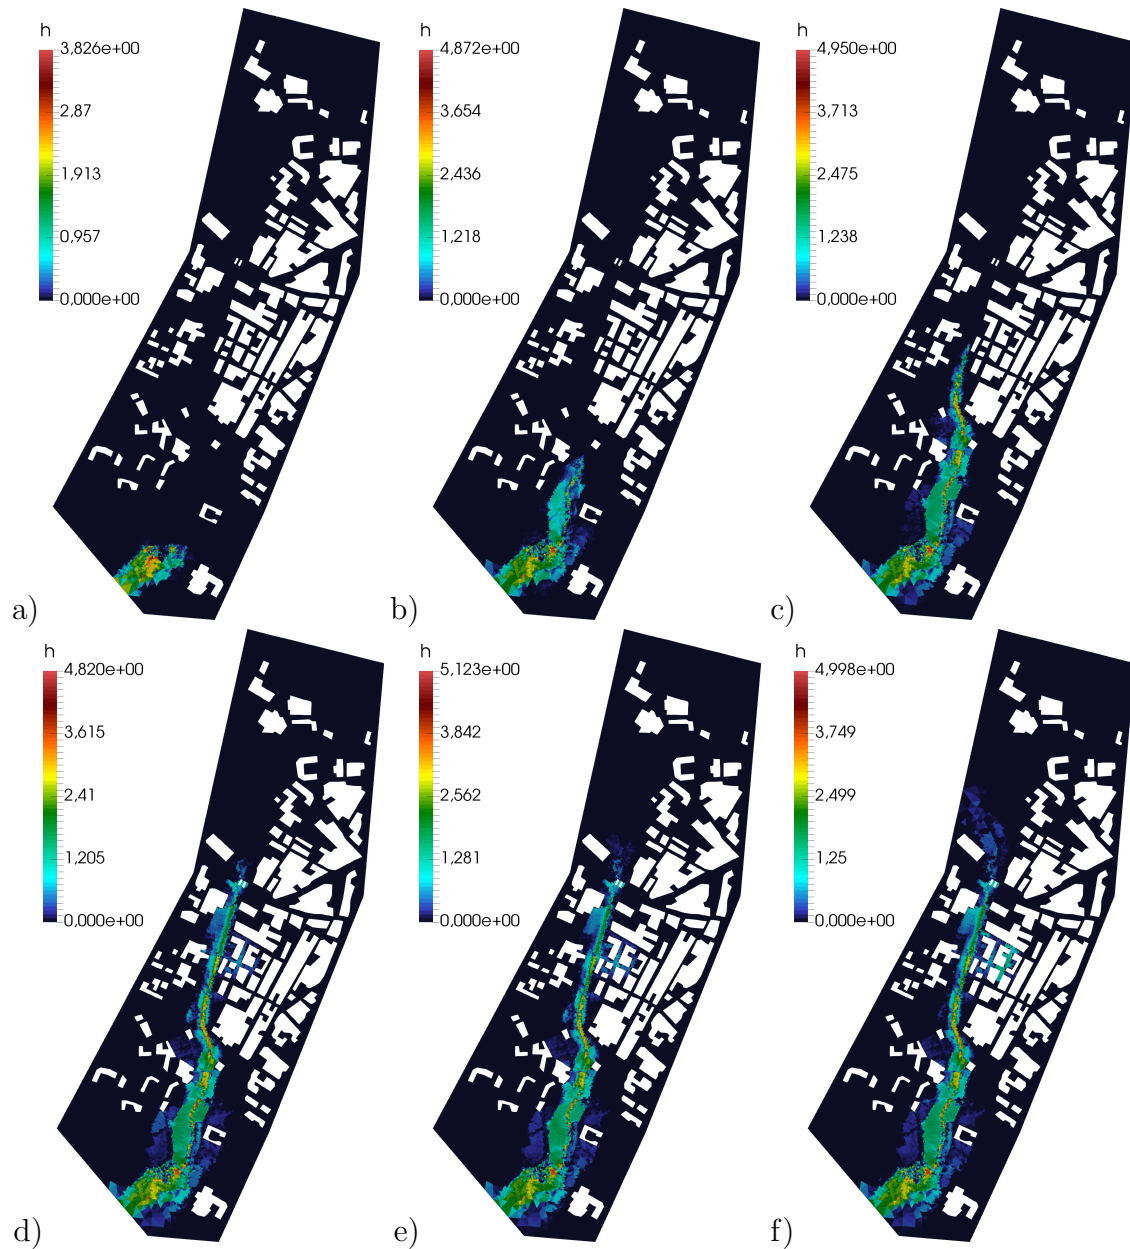 h
3,826e+00
2,87
1,913
0,957
0,000e+00
a)
h
4,872e+00
3,654
2,436
1,218
0,000e+00
b)
h
4,950e+00
3,713
2,475
1,238
0,000e+00
c)
h
4,820e+00
3,615
2,41
1,205
0,000e+00
d)
h
5,123e+00
3,842
2,562
1,281
0,000e+00
e)
h
4,998e+00
3,749
2,499
1,25
0,000e+00
f)